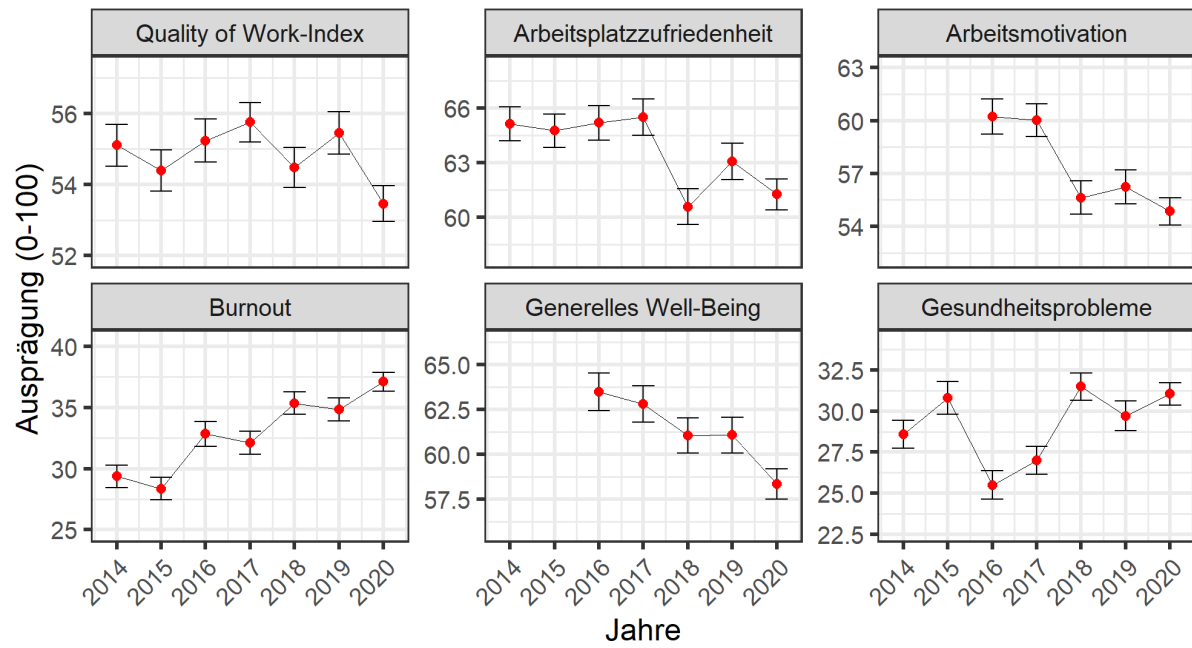 Quality of Work-Index
Arbeitsplatzzufriedenheit
Arbeitsmotivation
56
54
52
66
63
60
63
60
57
54
Ausprägung (0-100)
Burnout
Generelles Well-Being
Gesundheitsprobleme
40
35
30
25
65.0
62.5
60.0
57.5
32.5
30.0
27.5
25.0
22.5
2014 2015 2016 2017 2018 2019 2020
2014 2015 2016 2017 2018 2019 2020
2014 2015 2016 2017 2018 2019 2020
Jahre